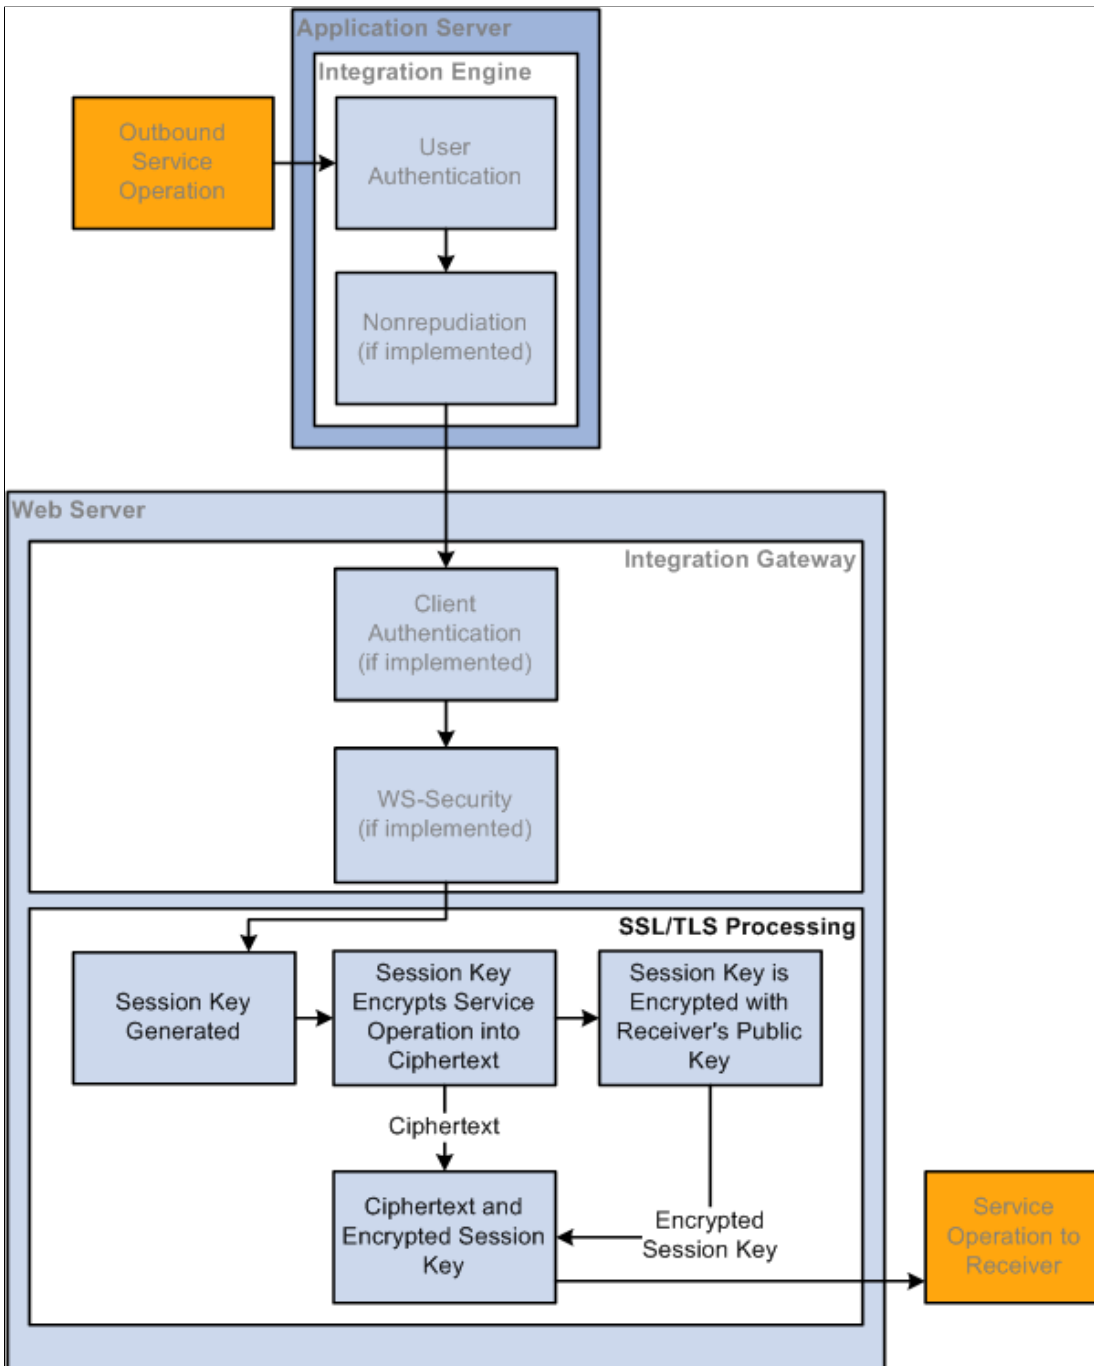 Application Server
Integration Engine
Outbound
Service
Operation
User
Authentication
Nonrepudiation
(if implemented)
Web Server
Integration Gateway
Client
Authentication
(if implemented)
WS-Security
(if implemented)
SSL/TLS Processing
Session Key
Generated
Session Key
Encrypts Service
Operation into
Ciphertext
Session Key is
Encrypted with
Receiver's Public
Key
Ciphertext
Ciphertext and
Encrypted Session
Key
Encrypted
Session Key
Service
Operation to
Receiver